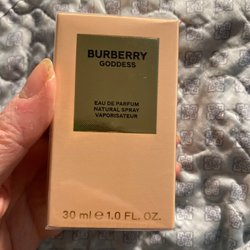 BURBERRY
GODDESS
EAU DE PARFUM
NATURAL SPRAY
VAPORISATEUR
30 ml ℮ 1.0 FL. OZ.